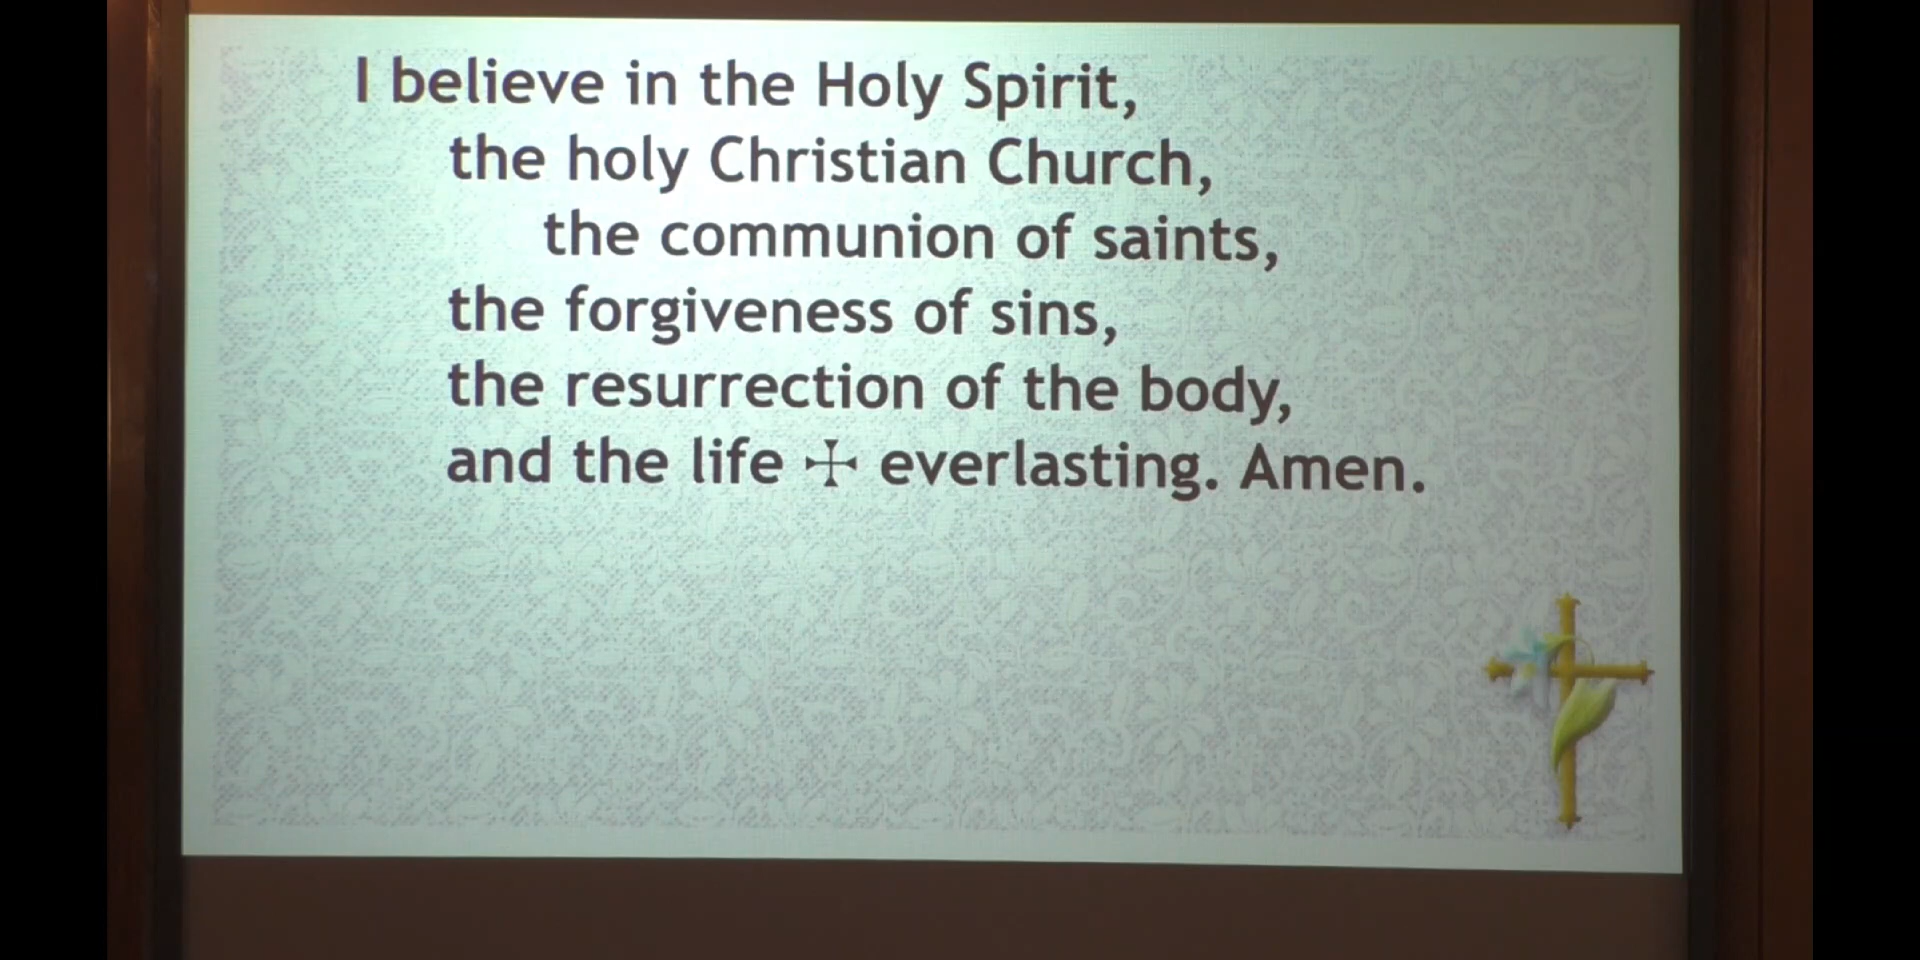 I believe in the Holy Spirit,
the holy Christian Church,
the communion of saints,
the forgiveness of sins,
the resurrection of the body,
and the life ☩ everlasting. Amen.